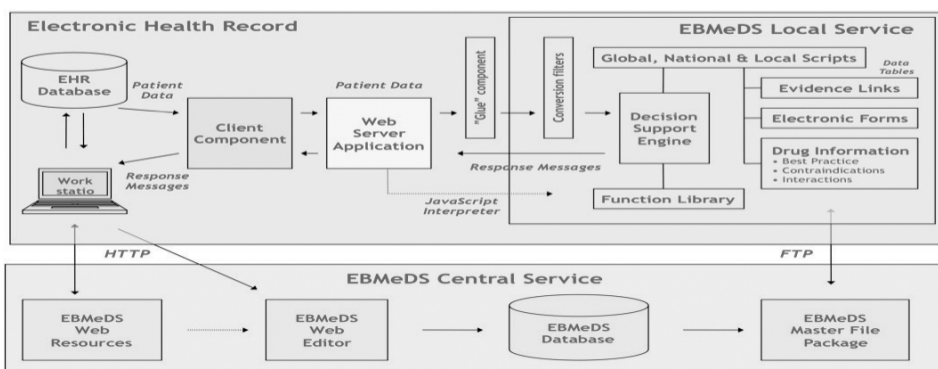 Electronic Health Record
EBMeDS Local Service
EHR
Database
Patient
Data
Client
Component
Patient Data
Web
Server
Application
"Glue" component
Conversion filters
Global, National & Local Scripts
Data
Tables
Evidence Links
Electronic Forms
Drug Information
• Best Practice
• Contraindications
• Interactions
Decision
Support
Engine
Function Library
Response Messages
Response
Messages
Work
statio
JavaScript
Interpreter
HTTP
FTP
EBMeDS Central Service
EBMeDS
Web
Resources
EBMeDS
Web
Editor
EBMeDS
Database
EBMeDS
Master File
Package